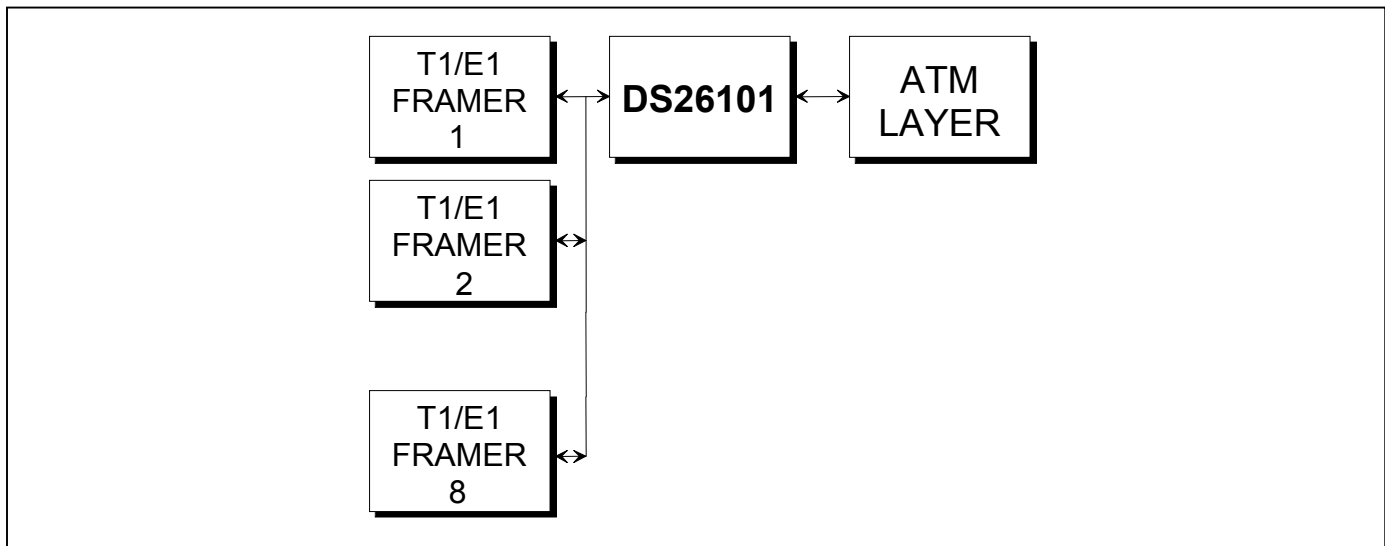 T1/E1
FRAMER
1
DS26101
ATM
LAYER
T1/E1
FRAMER
2
T1/E1
FRAMER
8